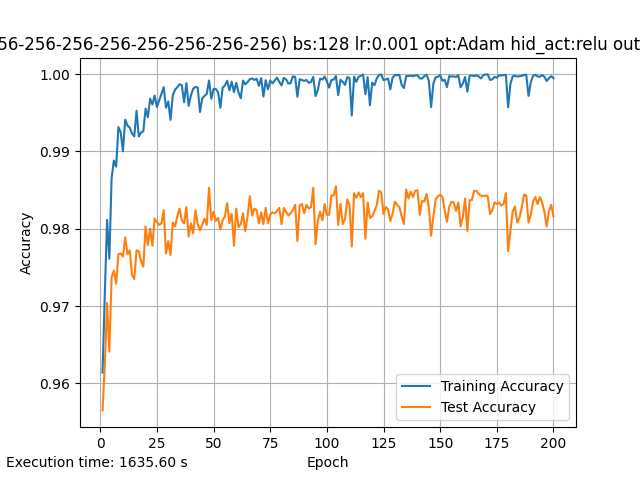 56-256-256-256-256-256-256-256) bs:128 lr:0.001 opt:Adam hid_act:relu out
1.00
0.99
0.98
0.97
0.96
Accuracy
Training Accuracy
Test Accuracy
0 25 50 75 100 125 150 175 200
Execution time: 1635.60 s Epoch